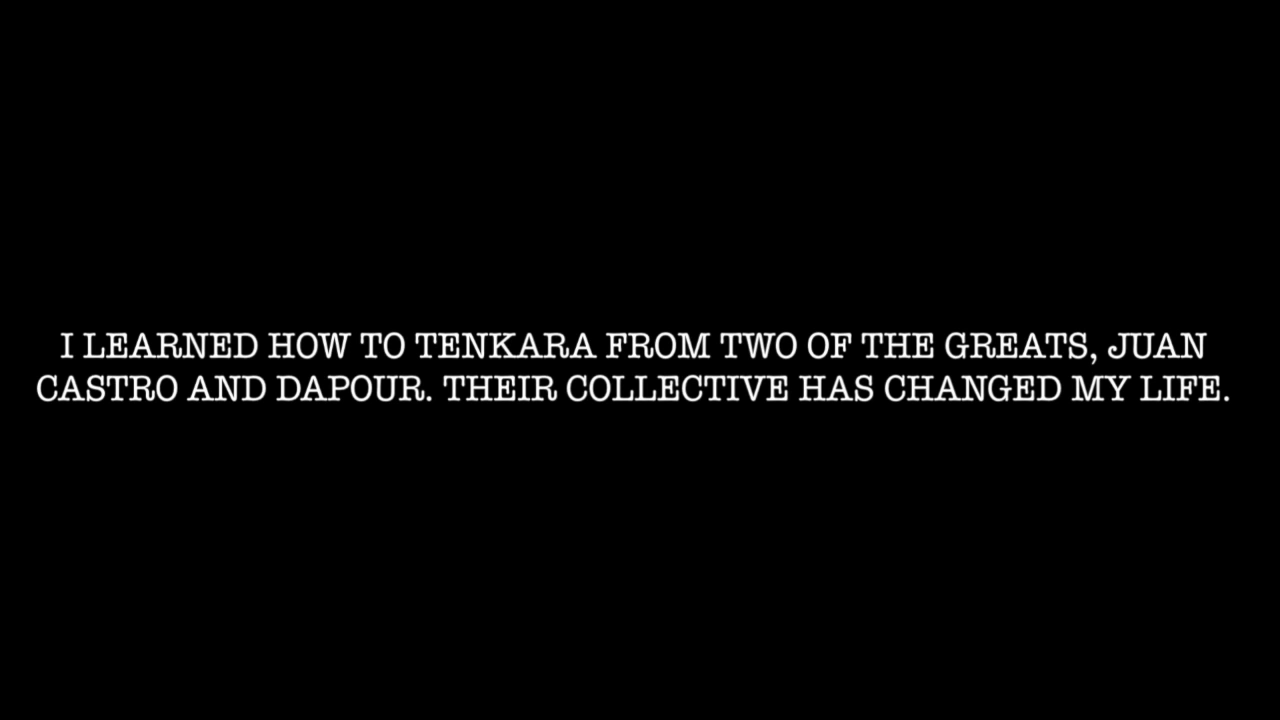 I LEARNED HOW TO TENKARA FROM TWO OF THE GREATS, JUAN
CASTRO AND DAPOUR. THEIR COLLECTIVE HAS CHANGED MY LIFE.